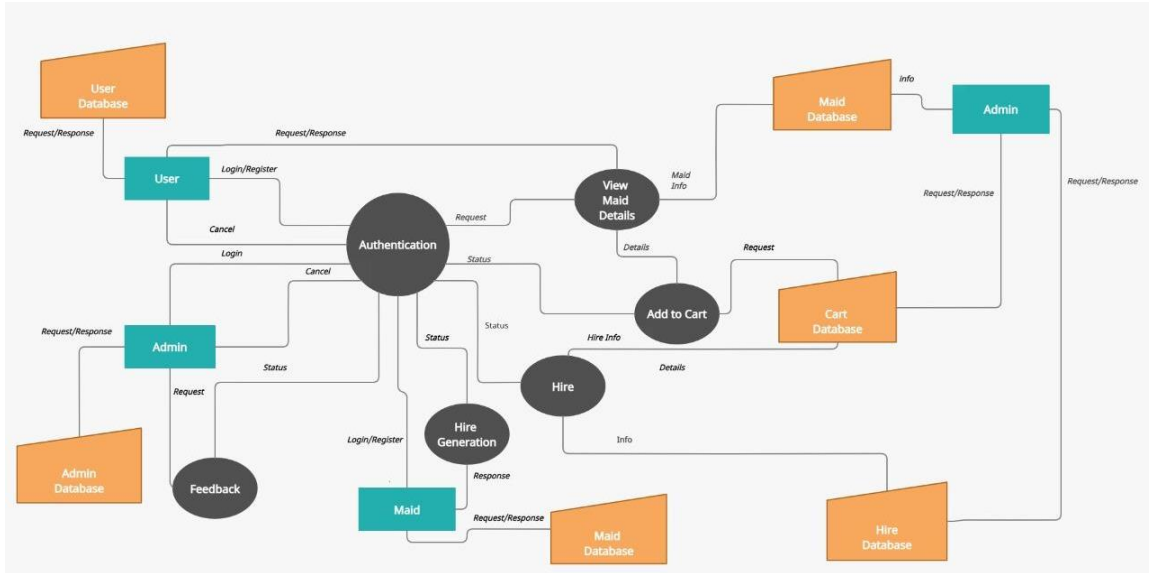 User
Database
Request/Response
User
Request/Response
Login/Register
Cancel
Authentication
Login
Cancel
Request/Response
Admin
Request
Status
Admin
Database
Feedback
Login/Register
Maid
Status
Hire
Generation
Response
Request/Response
Maid
Database
Request
View
Maid
Details
Maid
Info
Maid
Database
Info
Admin
Request/Response
Request/Response
Details
Request
Status
Add to Cart
Cart
Database
Status
Hire Info
Details
Hire
Info
Hire
Database